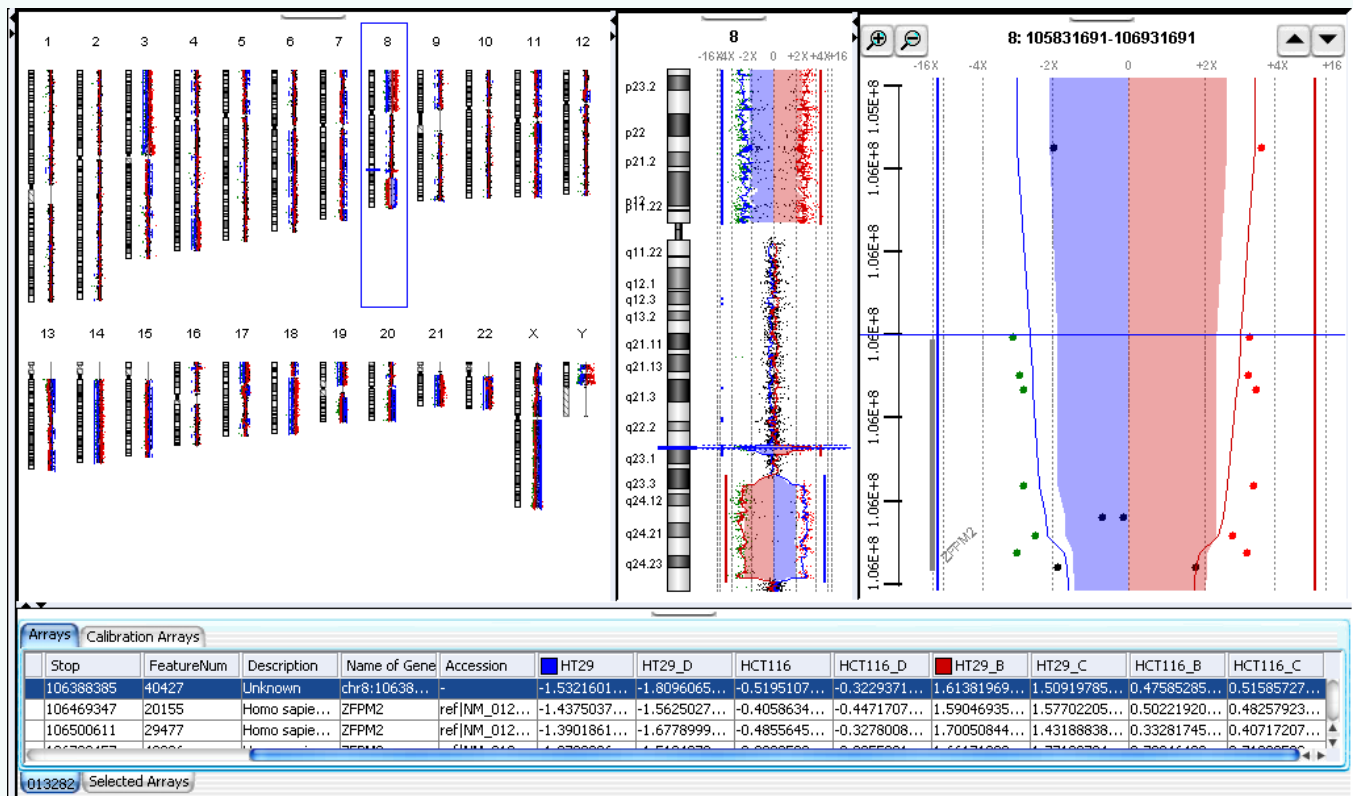 1 2 3 4 5 6 7 8 9 10 11 12
13 14 15 16 17 18 19 20 21 22 X Y
8
-16X -4X -2X 0 +2X +4X +16
p23.2
p22
p21.2
p12
p11.22
q11.22
q12.1
q12.3
q13.2
q21.11
q21.13
q21.3
q22.2
q23.1
q23.3
q24.12
q24.21
q24.23
8: 105831691-106931691
-16X -4X -2X 0 +2X +4X +16
1.05E+8
1.06E+8
1.06E+8
1.06E+8
1.06E+8
1.06E+8
1.06E+8
ZFPM2
Arrays Calibration Arrays
Stop FeatureNum Description Name of Gene Accession HT29 HT29_D HCT116 HCT116_D HT29_B HT29_C HCT116_B HCT116_C
106388385 40427 Unknown chr8:10638... - -1.5321601... -1.8096065... -0.5195107... -0.3229371... 1.61381969... 1.50919785... 0.47585285... 0.51585727...
106469347 20155 Homo sapie... ZFPM2 ref|NM_012... -1.4375037... -1.5625027... -0.4058634... -0.4471707... 1.59046935... 1.57702205... 0.50221920... 0.48257923...
106500611 29477 Homo sapie... ZFPM2 ref|NM_012... -1.3901861... -1.6778999... -0.4855645... -0.3278008... 1.70050844... 1.43188838... 0.33281745... 0.40717207...
013282 Selected Arrays